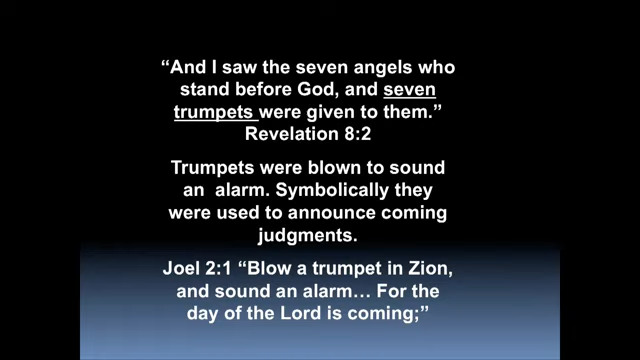 “And I saw the seven angels who
stand before God, and seven
trumpets were given to them.”
Revelation 8:2
Trumpets were blown to sound
an alarm. Symbolically they
were used to announce coming
judgments.
Joel 2:1 “Blow a trumpet in Zion,
and sound an alarm… For the
day of the Lord is coming;”